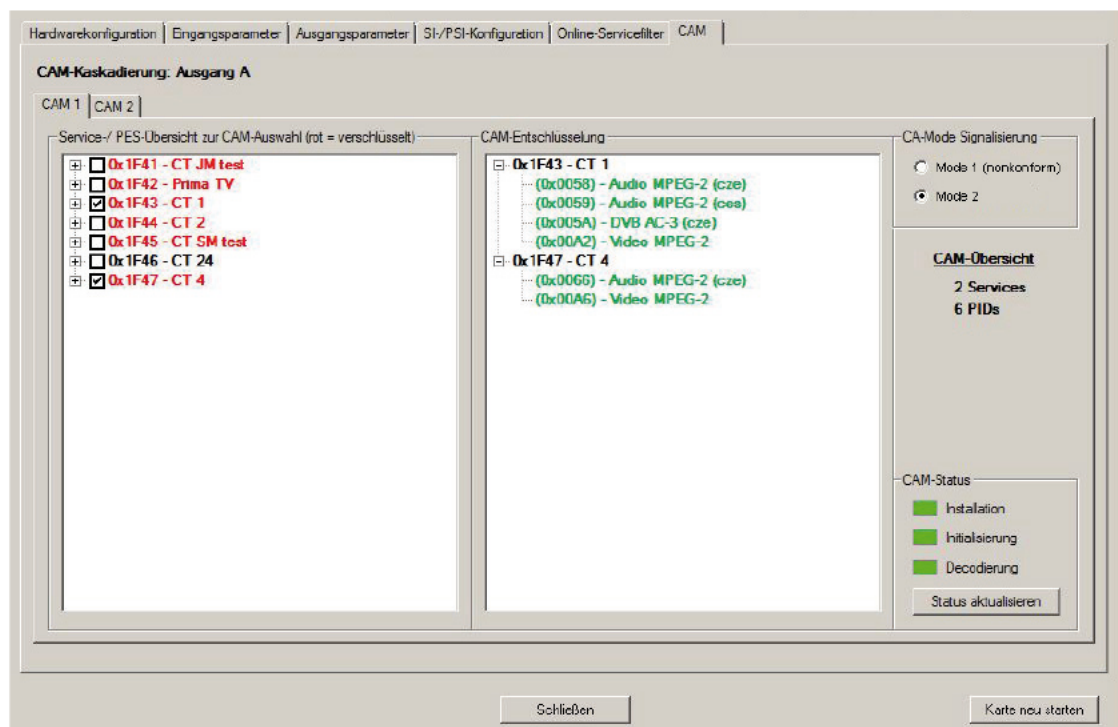 Hardwarekonfiguration Eingangsparameter Ausgangsparameter SI-/PSI-Konfiguration Online-Servicefilter CAM
CAM-Kaskadierung: Ausgang A
CAM 1 CAM 2
Service-/ PES-Übersicht zur CAM-Auswahl (rot = verschlüsselt)
0x1F41 - CT JM test
0x1F42 - Prima TV
0x1F43 - CT 1
0x1F44 - CT 2
0x1F45 - CT SM test
0x1F46 - CT 24
0x1F47 - CT 4
CAM-Entschlüsselung
0x1F43 - CT 1
(0x0058) - Audio MPEG-2 (cze)
(0x0059) - Audio MPEG-2 (ces)
(0x005A) - DVB AC-3 (cze)
(0x00A2) - Video MPEG-2
0x1F47 - CT 4
(0x0066) - Audio MPEG-2 (cze)
(0x00A6) - Video MPEG-2
CA-Mode Signalisierung
Mode 1 (nonkonform)
Mode 2
CAM-Übersicht
2 Services
6 PIDs
CAM-Status
Installation
Initialisierung
Decodierung
Status aktualisieren
Schließen
Karte neu starten